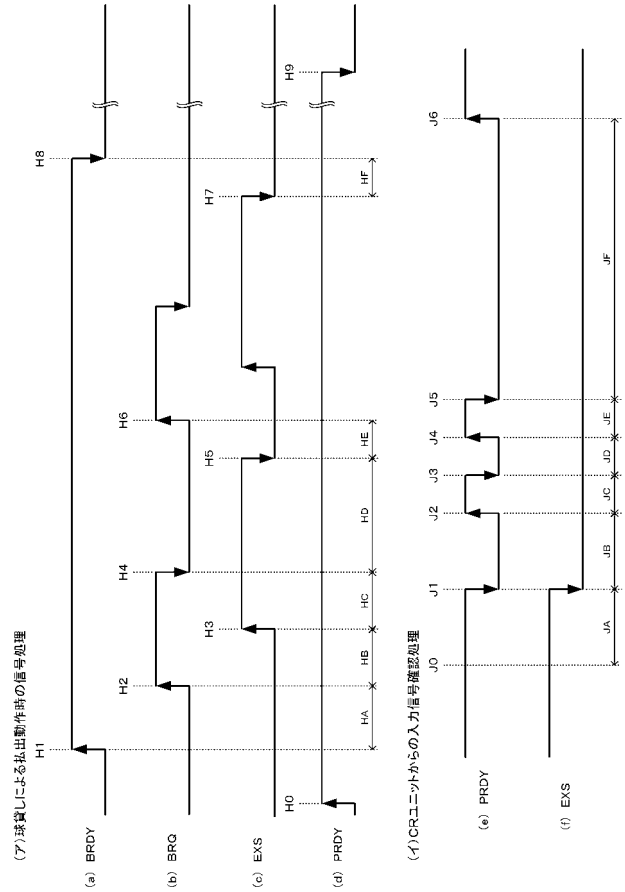 (ア)球貸しによる払出動作時の信号処理
H1
H8
(a) BRDY
H2
H4
H6
(b) BRQ
H3
H5
H7
(c) EXS
H0
H9
(d) PRDY
HA
HB
HC
HD
HE
HF
(イ)CRユニットからの入力信号確認処理
J0
J1
J2
J3
J4
J5
J6
(e) PRDY
(f) EXS
JA
JB
JC
JD
JE
JF